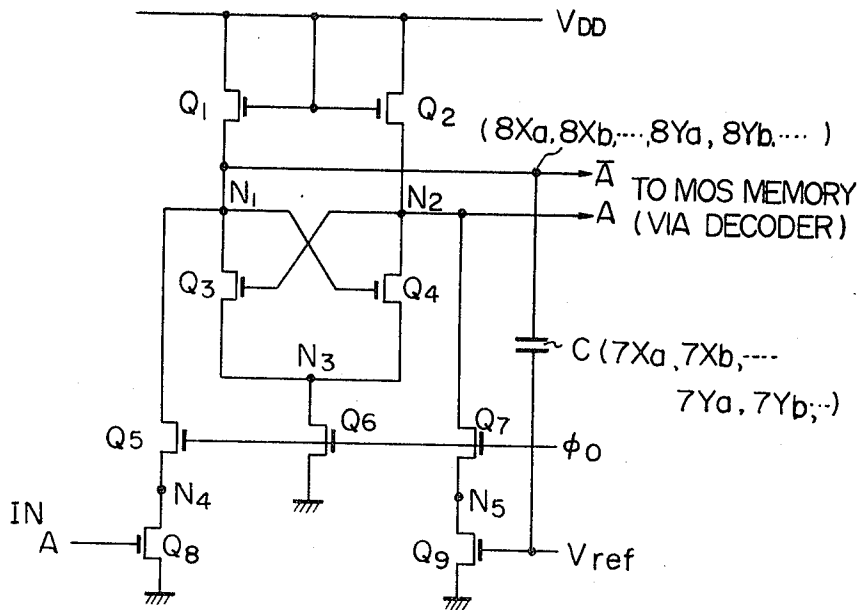 VDD
Q1
Q2
(8Xa, 8Xb, ----, 8Ya, 8Yb, ----)
A̅
TO MOS MEMORY
N1
N2
A
(VIA DECODER)
Q3
Q4
N3
C (7Xa, 7Xb, ----
7Ya, 7Yb, --)
Q5
Q6
Q7
φ0
N4
N5
IN
A
Q8
Q9
Vref